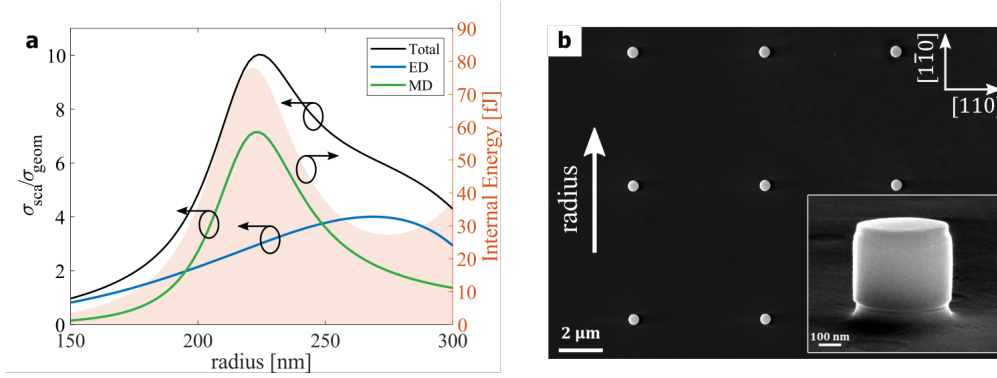 a
σsca/σgeom
10
8
6
4
2
0
Total
ED
MD
90
80
70
60
50
40
30
20
10
0
Internal Energy [fJ]
150
200
250
300
radius [nm]
b
[11̄0]
[110]
radius
2 μm
100 nm